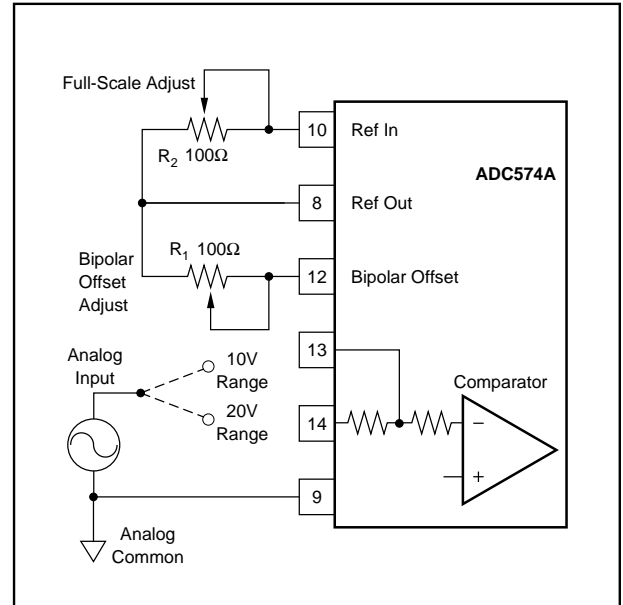 Full-Scale Adjust
R2 100Ω
10 Ref In
ADC574A
8 Ref Out
R1 100Ω
Bipolar
Offset
Adjust
12 Bipolar Offset
13
Analog
Input
10V
Range
20V
Range
14
Comparator
–
+
9
Analog
Common